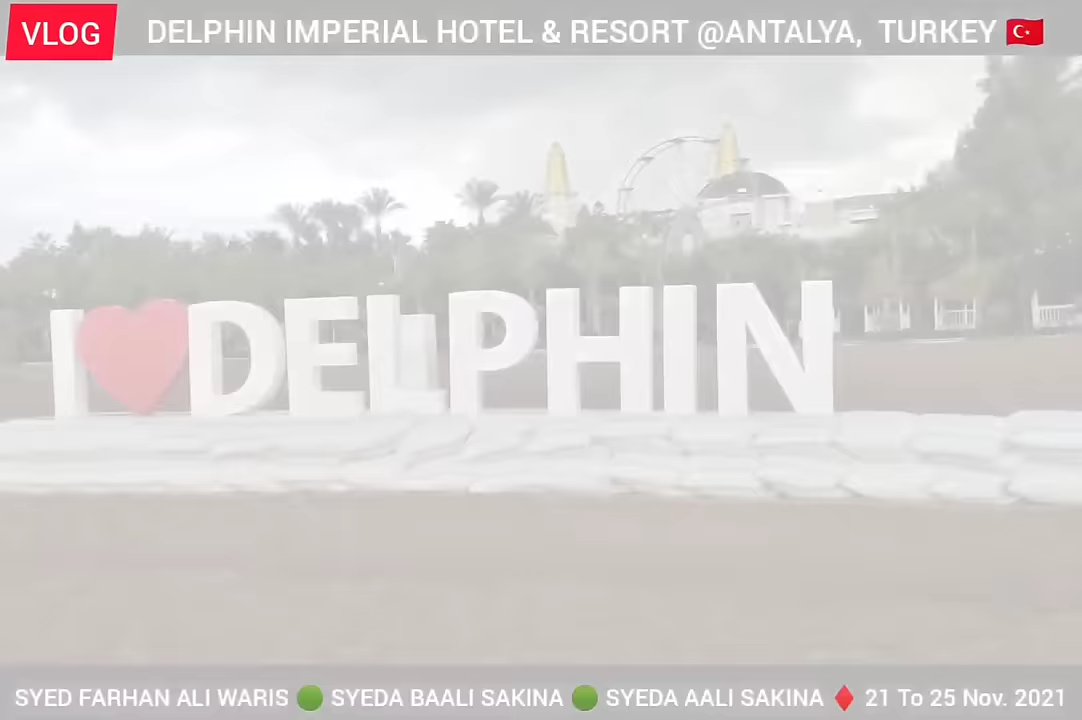 VLOG DELPHIN IMPERIAL HOTEL & RESORT @ANTALYA, TURKEY 🇹🇷
I ❤ DELPHIN
SYED FARHAN ALI WARIS 🟢 SYEDA BAALI SAKINA 🟢 SYEDA AALI SAKINA ♦️ 21 To 25 Nov. 2021